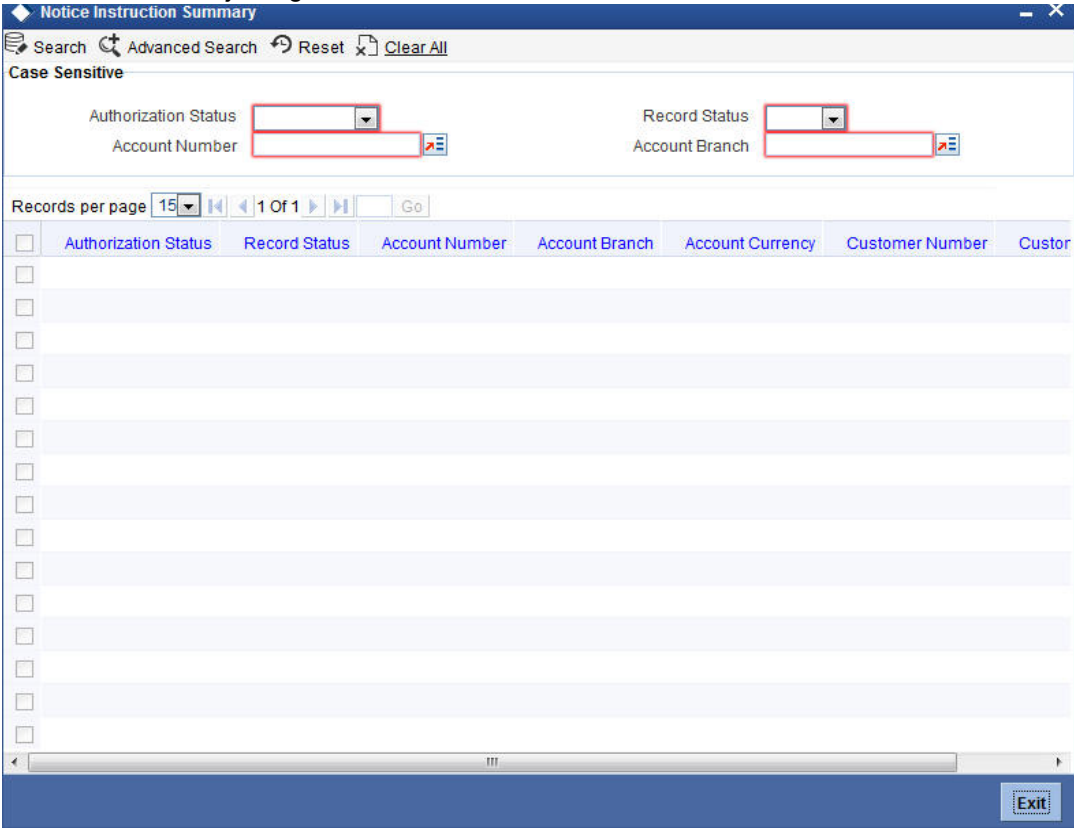 Notice Instruction Summary
Search Advanced Search Reset Clear All
Case Sensitive
Authorization Status Record Status
Account Number Account Branch
Records per page 15 1 Of 1 Go
Authorization Status Record Status Account Number Account Branch Account Currency Customer Number Custor
Exit